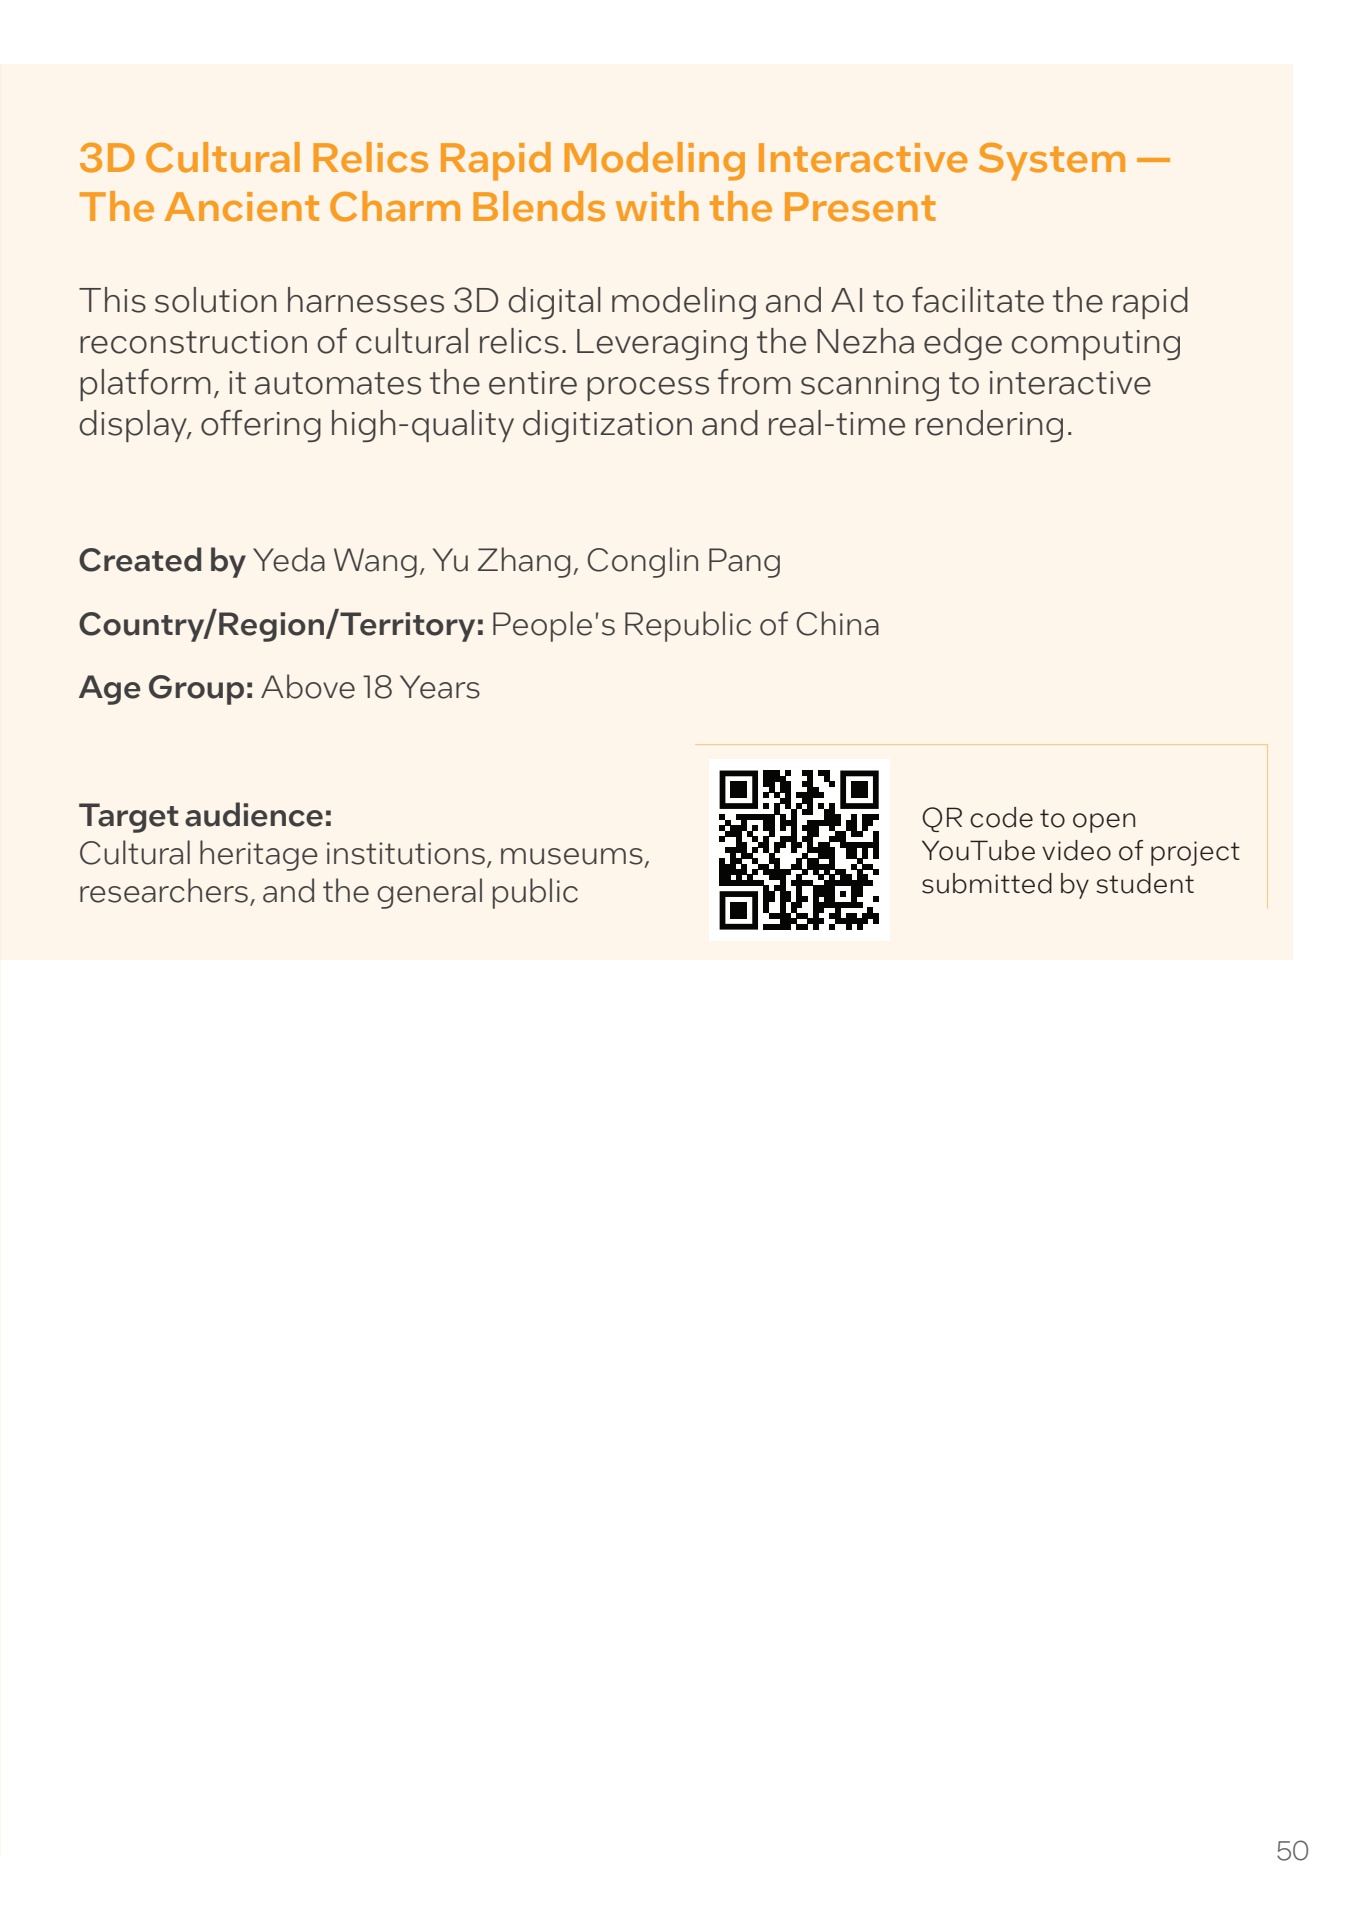 3D Cultural Relics Rapid Modeling Interactive System —
The Ancient Charm Blends with the Present
This solution harnesses 3D digital modeling and AI to facilitate the rapid
reconstruction of cultural relics. Leveraging the Nezha edge computing
platform, it automates the entire process from scanning to interactive
display, offering high-quality digitization and real-time rendering.
Created by Yeda Wang, Yu Zhang, Conglin Pang
Country/Region/Territory: People's Republic of China
Age Group: Above 18 Years
Target audience:
Cultural heritage institutions, museums,
researchers, and the general public
QR code to open
YouTube video of project
submitted by student
50